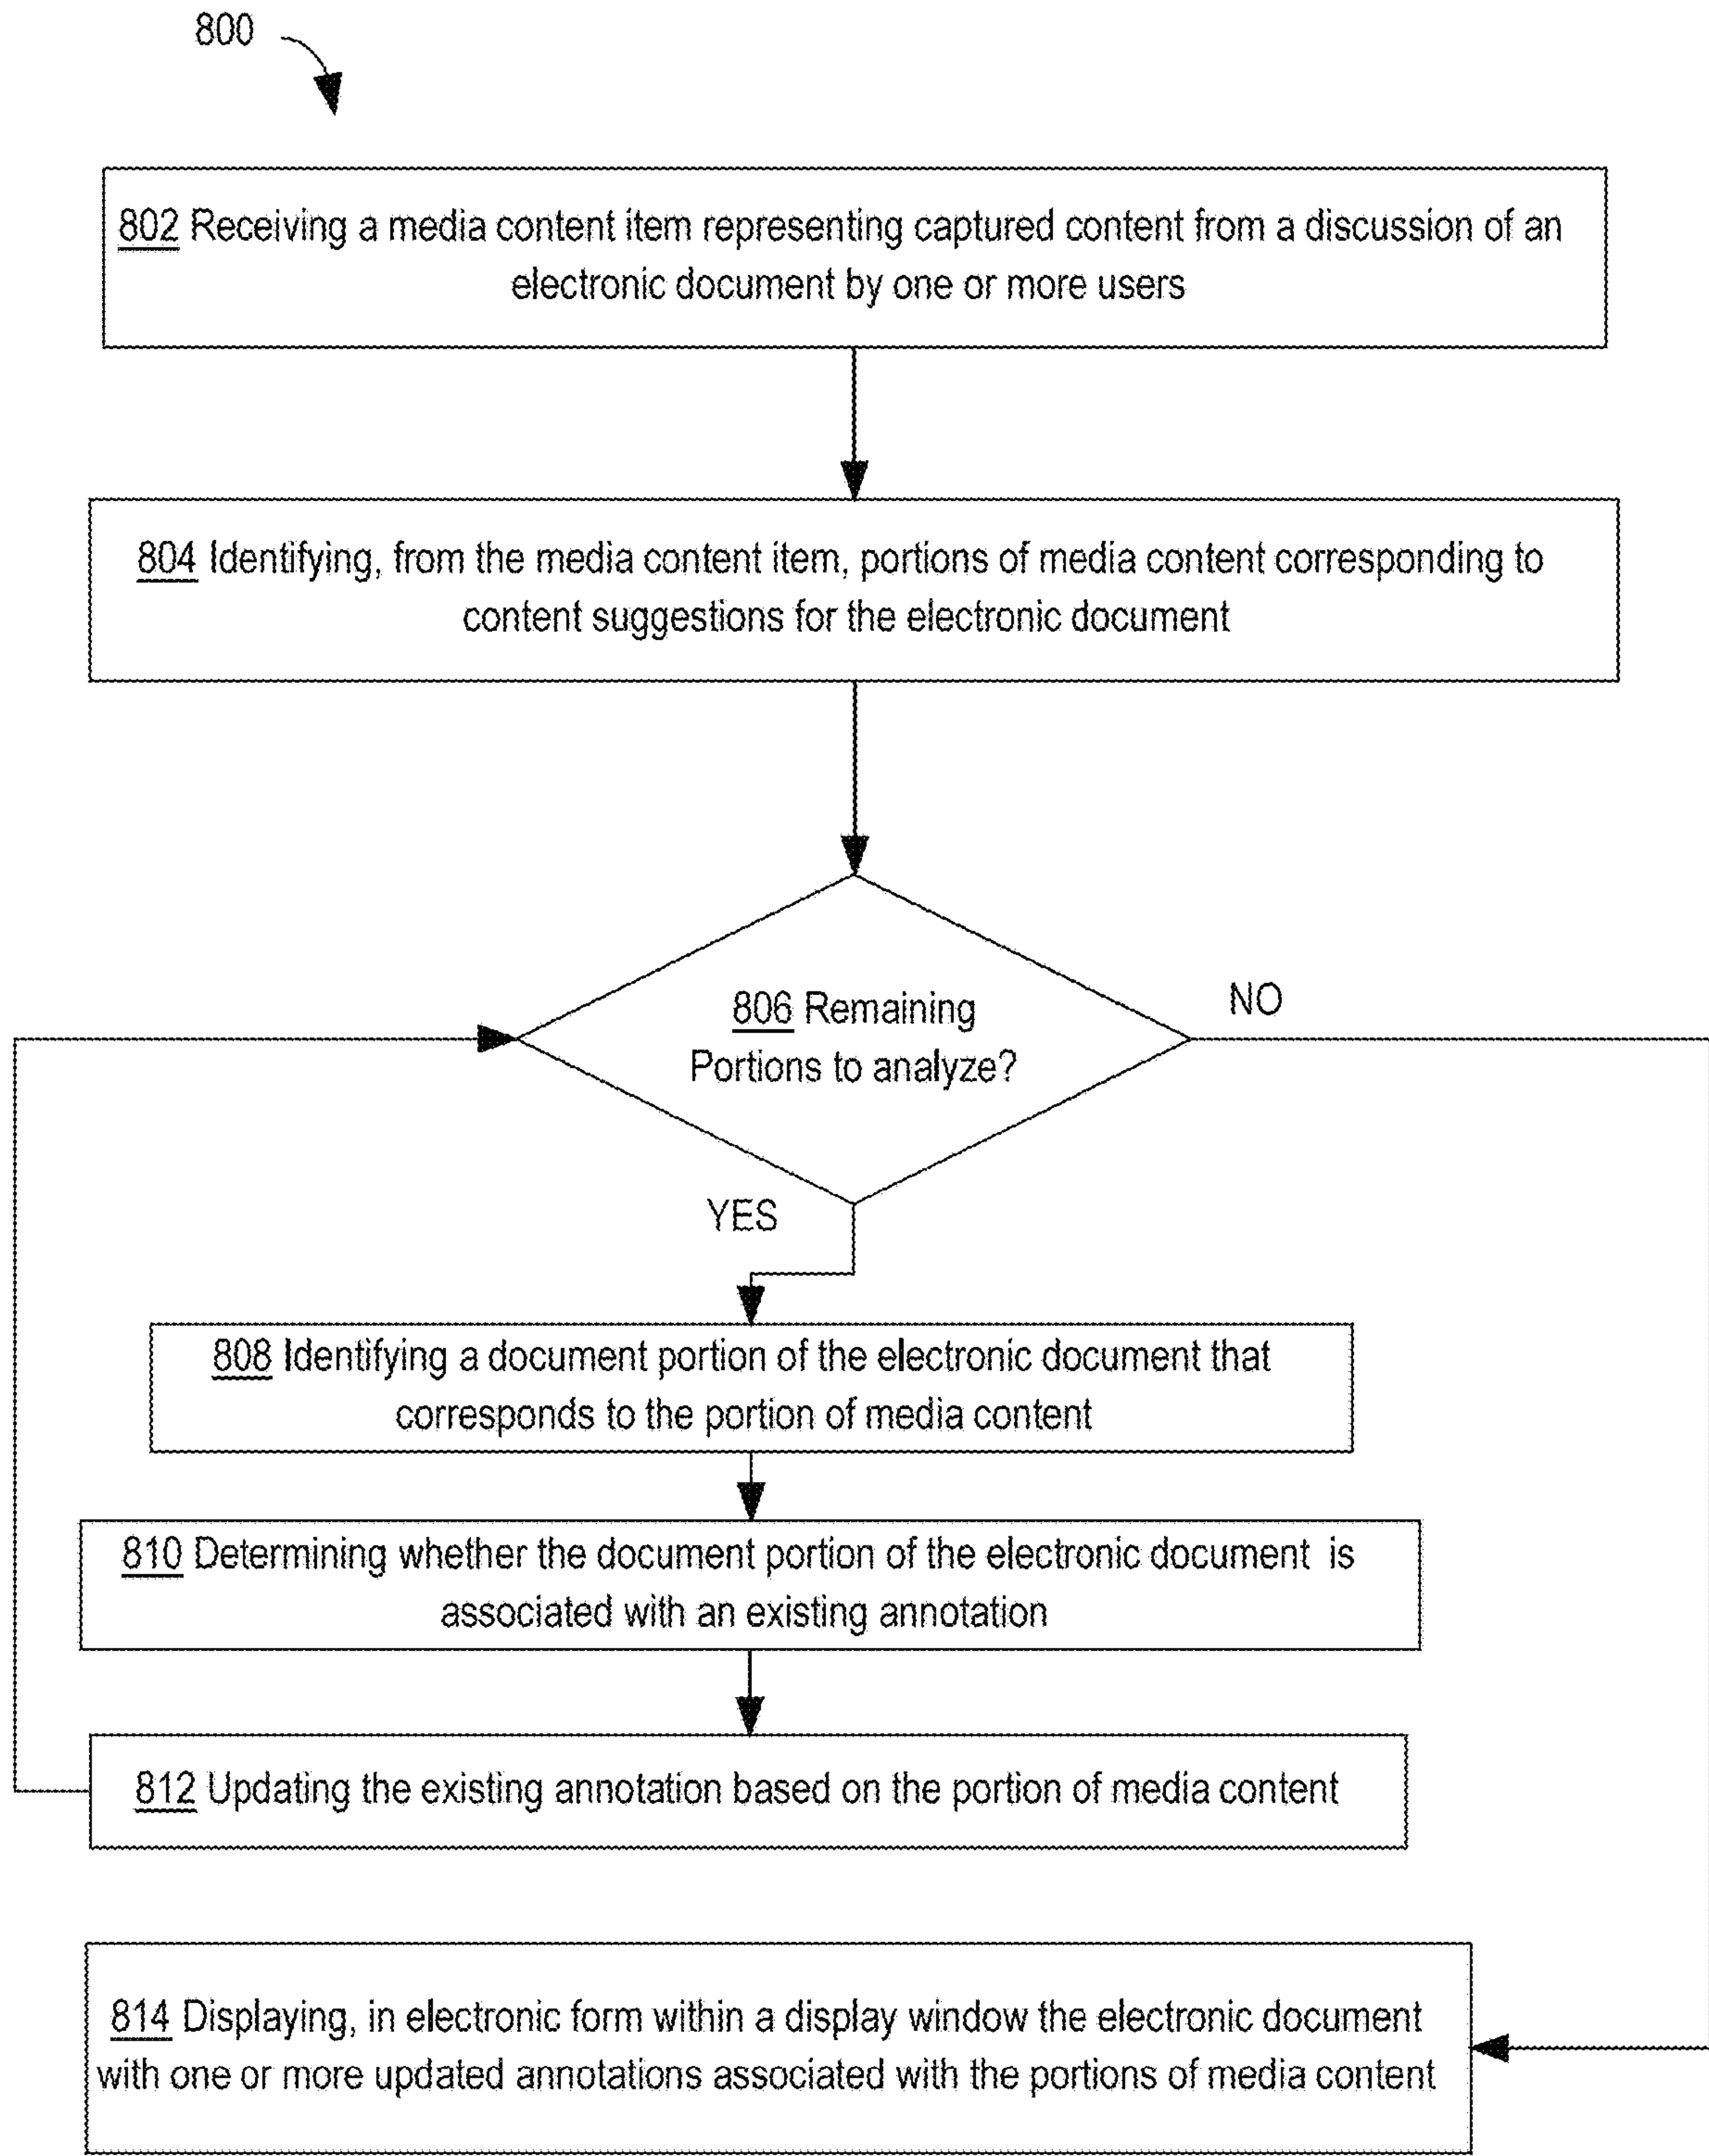 800
802 Receiving a media content item representing captured content from a discussion of an
electronic document by one or more users
804 Identifying, from the media content item, portions of media content corresponding to
content suggestions for the electronic document
806 Remaining
Portions to analyze?
NO
YES
808 Identifying a document portion of the electronic document that
corresponds to the portion of media content
810 Determining whether the document portion of the electronic document is
associated with an existing annotation
812 Updating the existing annotation based on the portion of media content
814 Displaying, in electronic form within a display window the electronic document
with one or more updated annotations associated with the portions of media content